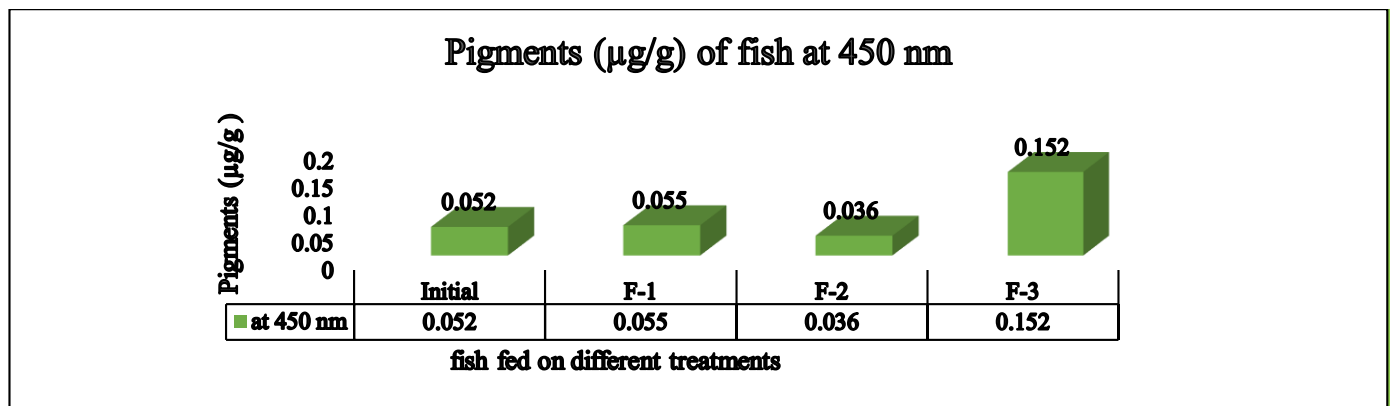 Pigments (µg/g) of fish at 450 nm
Pigments (µg/g )
0.2
0.15
0.1
0.05
0
0.052
0.055
0.036
0.152
Initial F-1 F-2 F-3
at 450 nm 0.052 0.055 0.036 0.152
fish fed on different treatments